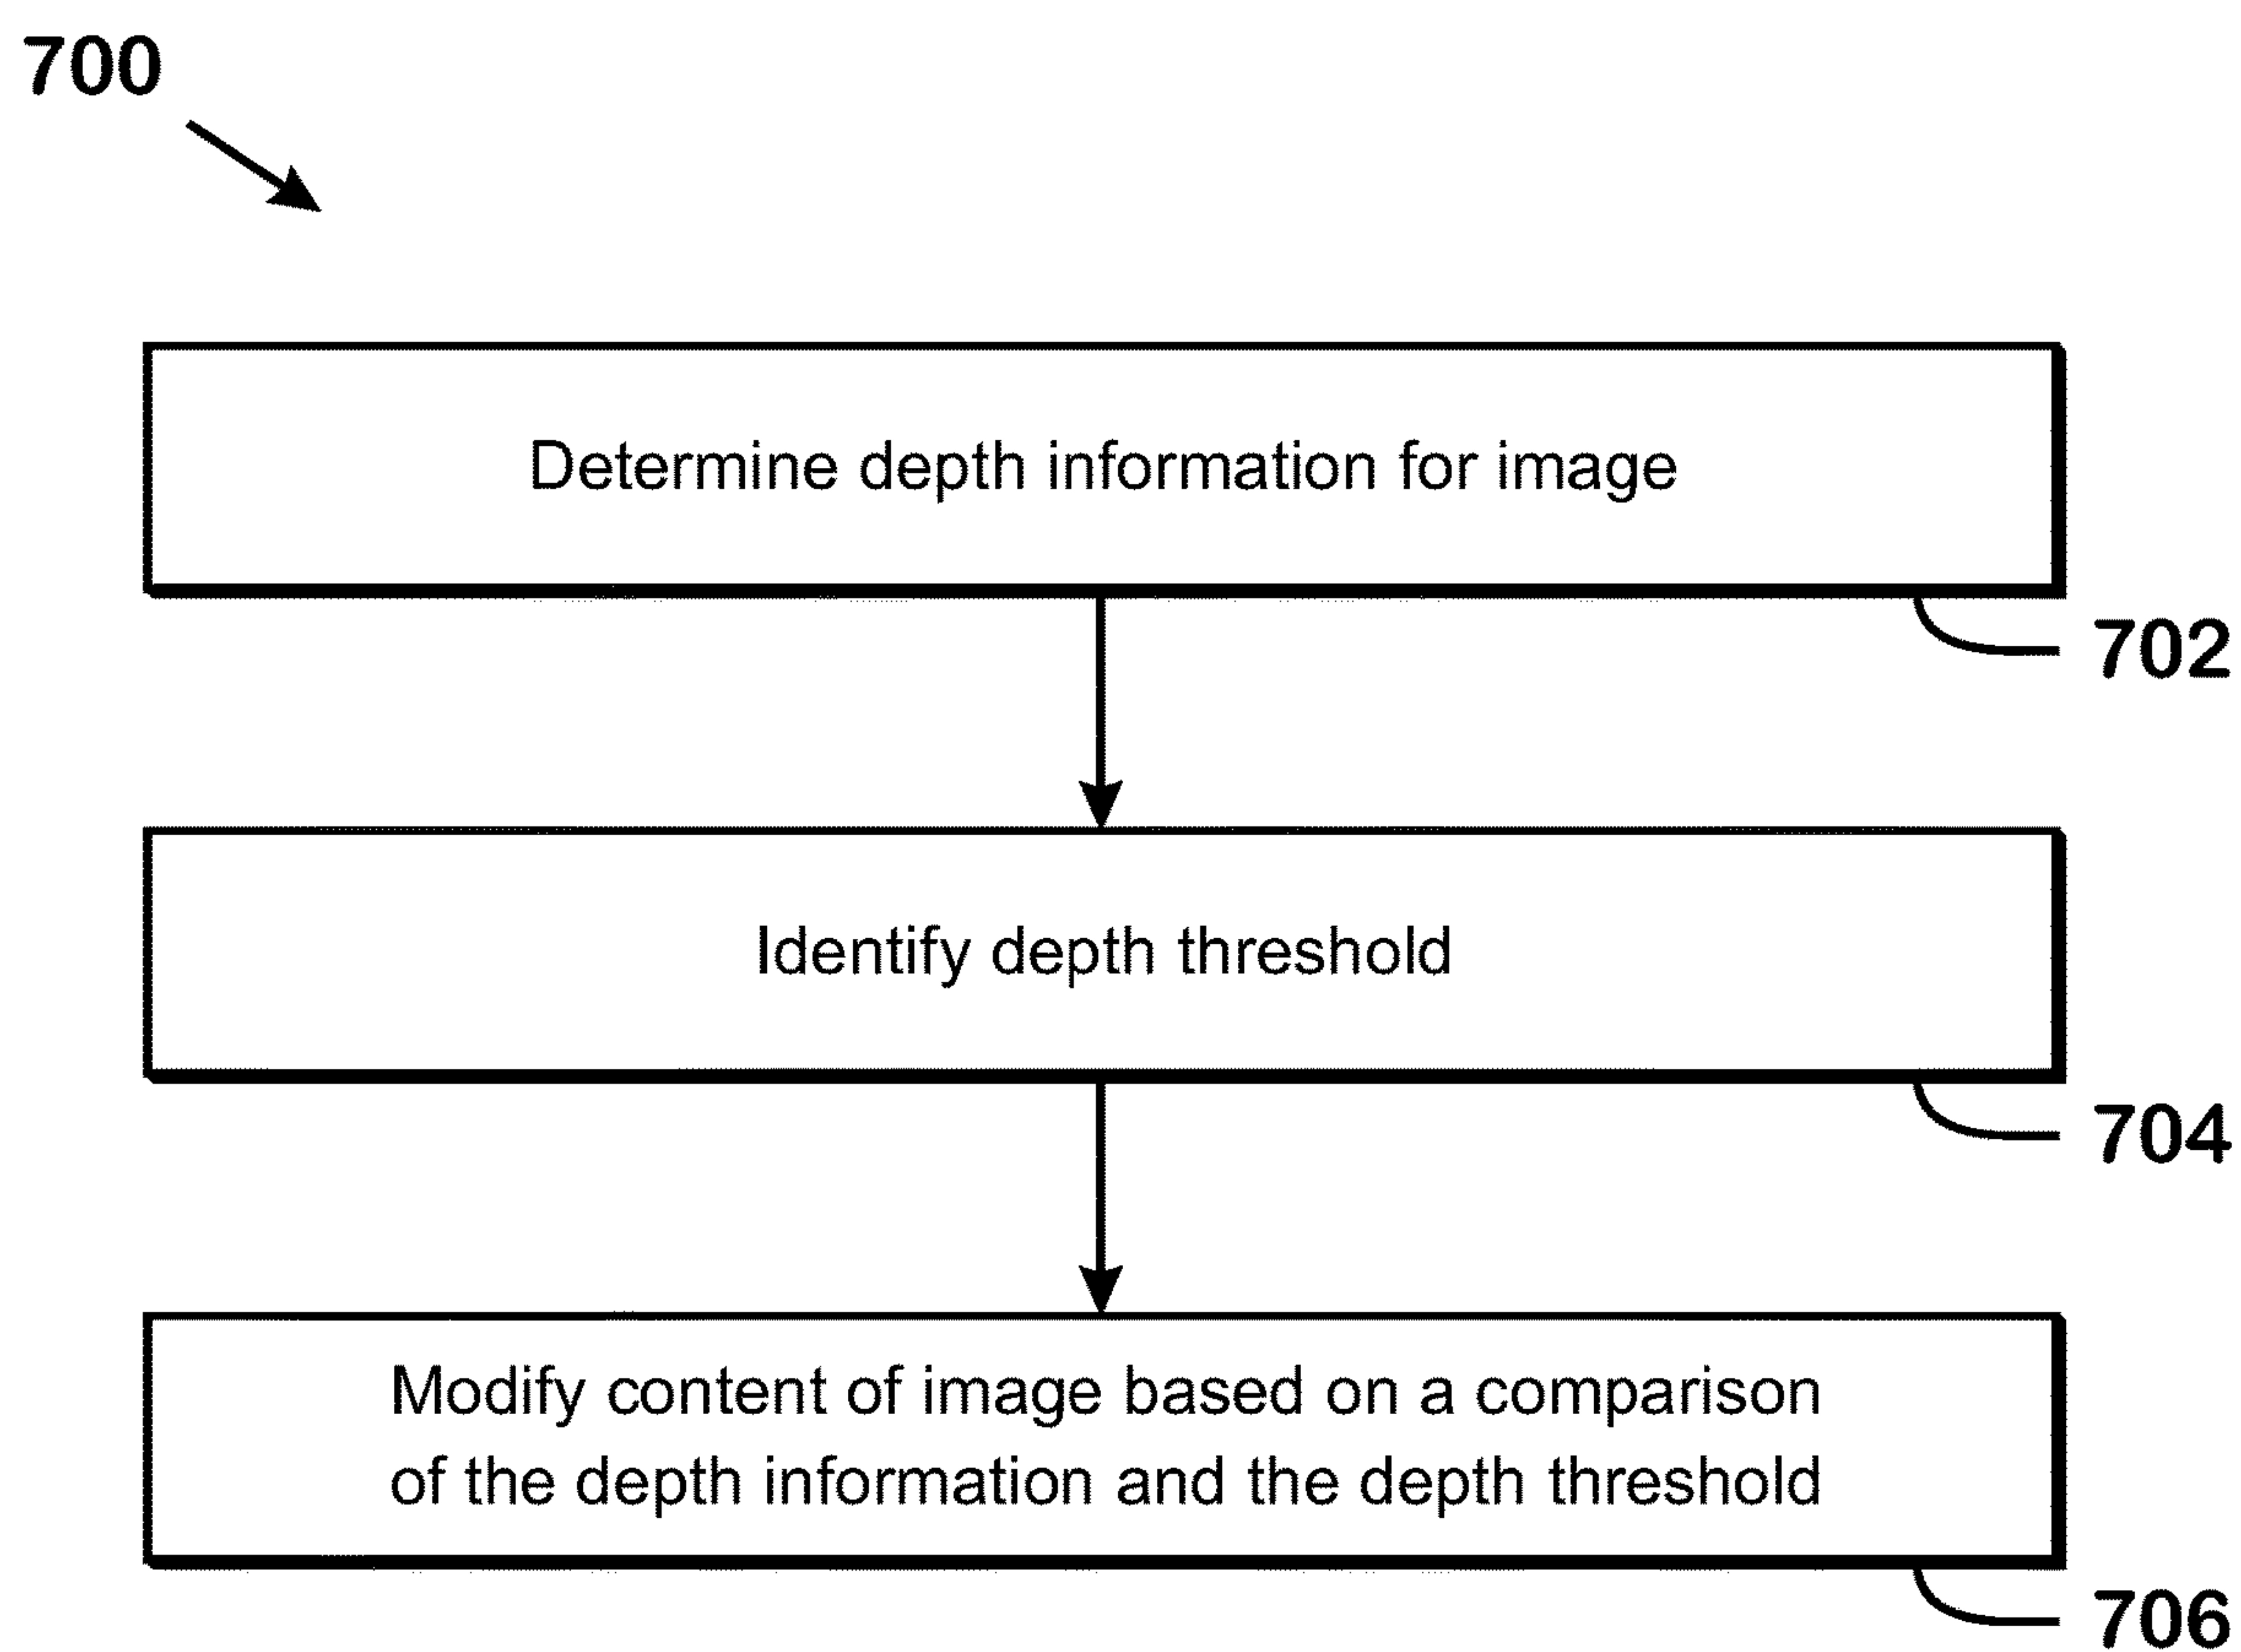 700
Determine depth information for image
702
Identify depth threshold
704
Modify content of image based on a comparison
of the depth information and the depth threshold
706